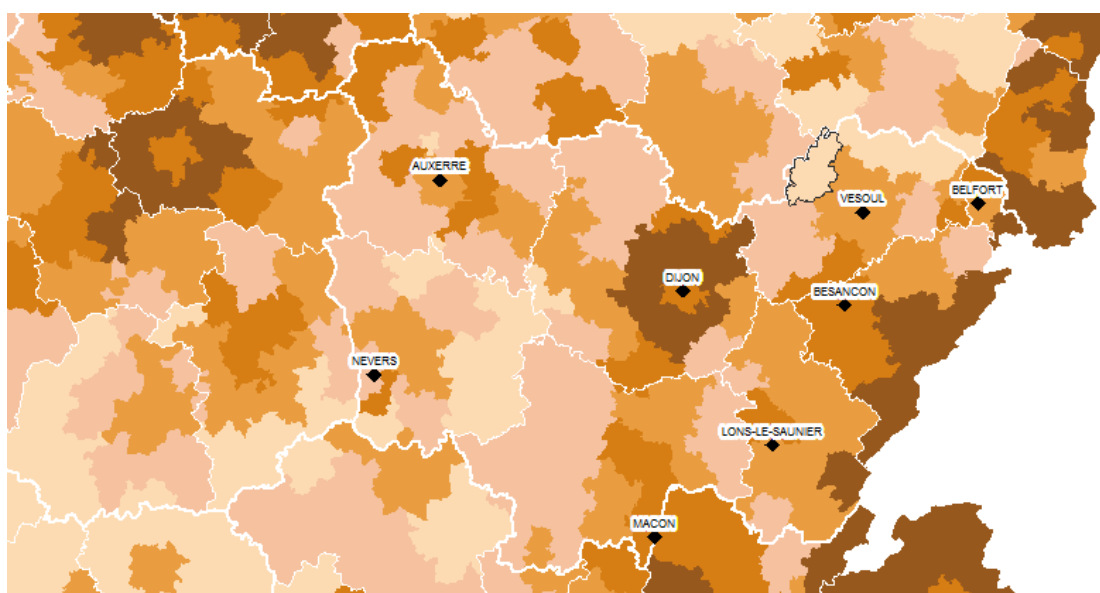 AUXERRE
BELFORT
VESOUL
DIJON
BESANCON
NEVERS
LONS-LE-SAUNIER
MACON